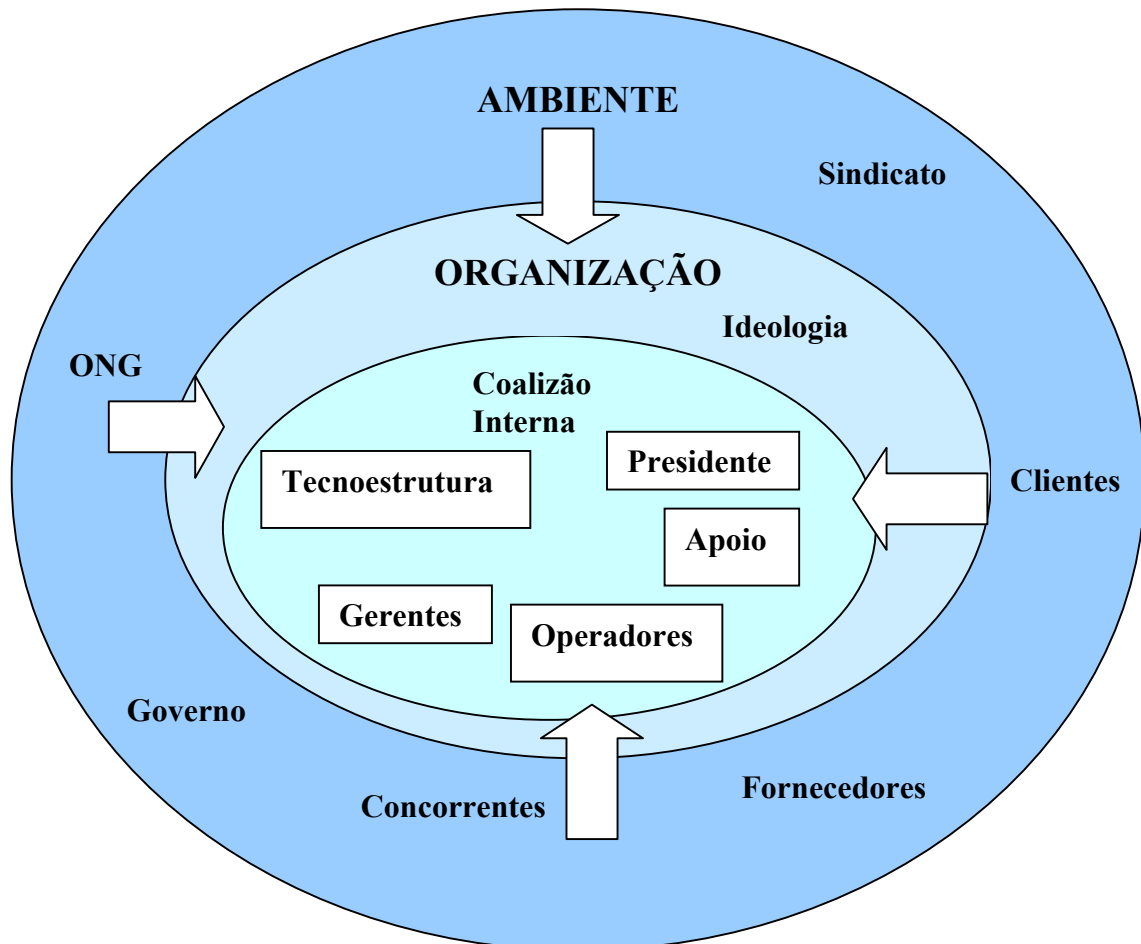 AMBIENTE
Sindicato
ORGANIZAÇÃO
Ideologia
ONG
Coalizão
Interna
Presidente
Tecnoestrutura
Clientes
Apoio
Gerentes
Operadores
Governo
Fornecedores
Concorrentes